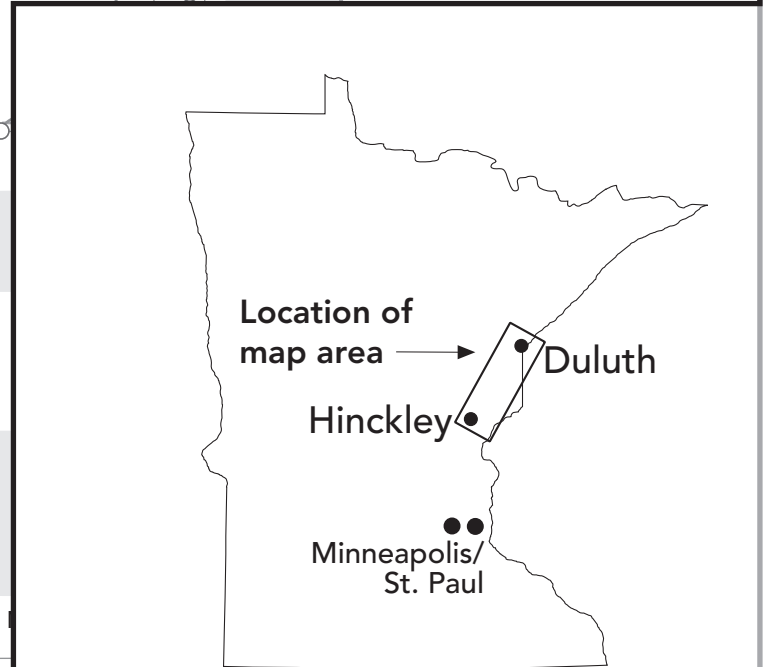 Location of
map area
Duluth
Hinckley
Minneapolis/
St. Paul